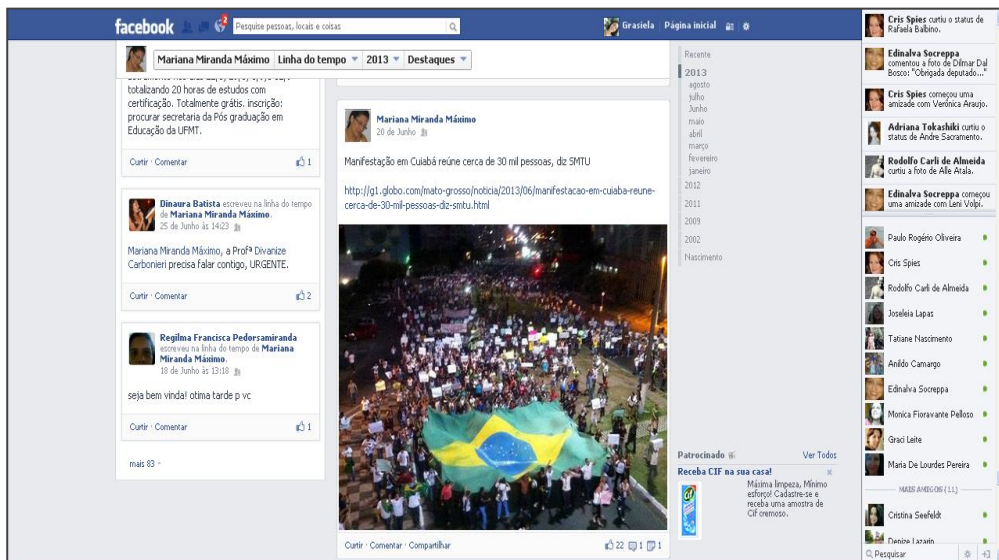 facebook
2
Pesquise pessoas, locais e coisas
Grasiela Página inicial
Mariana Miranda Máximo Linha do tempo 2013 Destaques
totalizando 20 horas de estudos com
certificação. Totalmente grátis. inscrição:
procurar secretaria da Pós graduação em
Educação da UFMT.
Curtir · Comentar 1
Dinaura Batista escreveu na linha do tempo
de Mariana Miranda Máximo.
25 de Junho às 14:23
Mariana Miranda Máximo, a Profª Divanize
Carbonieri precisa falar contigo, URGENTE.
Curtir · Comentar 2
Regilma Francisca Pedorsamiranda
escreveu na linha do tempo de Mariana
Miranda Máximo.
18 de Junho às 13:18
seja bem vinda! otima tarde p vc
Curtir · Comentar 1
mais 83
Mariana Miranda Máximo
20 de Junho
Manifestação em Cuiabá reúne cerca de 30 mil pessoas, diz SMTU
http://g1.globo.com/mato-grosso/noticia/2013/06/manifestacao-em-cuiaba-reune-
cerca-de-30-mil-pessoas-diz-smtu.html
Curtir · Comentar · Compartilhar 22 1 1
Recente
2013
agosto
julho
Junho
maio
abril
março
fevereiro
janeiro
2012
2011
2009
2002
Nascimento
Patrocinado Ver Todos
Receba CIF na sua casa!
Cif
Máxima limpeza, Mínimo
esforço! Cadastre-se e
receba uma amostra de
Cif cremoso.
Cris Spies curtiu o status de
Rafaela Balbino.
Edinalva Socreppa
comentou a foto de Dilmar Dal
Bosco: "Obrigada deputado..."
Cris Spies começou uma
amizade com Verónica Araujo.
Adriana Tokashiki curtiu o
status de Andre Sacramento.
Rodolfo Carli de Almeida
curtiu a foto de Alle Atala.
Edinalva Socreppa começou
uma amizade com Leni Volpi.
Paulo Rogério Oliveira
Cris Spies
Rodolfo Carli de Almeida
Joseleia Lapas
Tatiane Nascimento
Anildo Camargo
Edinalva Socreppa
Monica Fioravante Pelloso
Graci Leite
Maria De Lourdes Pereira
MAIS AMIGOS (11)
Cristina Seefeldt
Denize Lazarin
Pesquisar